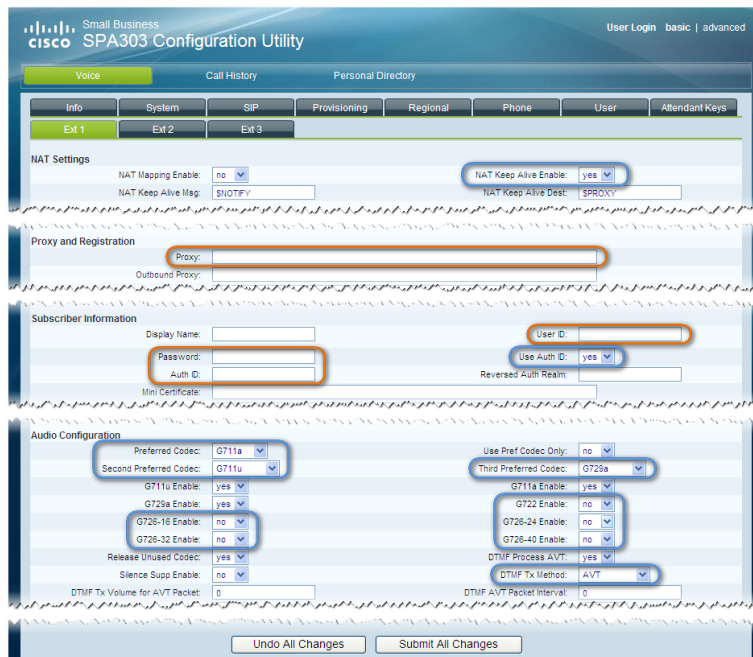 Small Business
cisco SPA303 Configuration Utility
User Login basic | advanced
Voice Call History Personal Directory
Info System SIP Provisioning Regional Phone User Attendant Keys
Ext 1 Ext 2 Ext 3
NAT Settings
NAT Mapping Enable: no NAT Keep Alive Enable: yes
NAT Keep Alive Msg: $NOTIFY NAT Keep Alive Dest: $PROXY
Proxy and Registration
Proxy:
Outbound Proxy:
Subscriber Information
Display Name: User ID:
Password: Use Auth ID: yes
Auth ID: Reversed Auth Realm:
Mini Certificate:
Audio Configuration
Preferred Codec: G711a Use Pref Codec Only: no
Second Preferred Codec: G711u Third Preferred Codec: G729a
G711u Enable: yes G711a Enable: yes
G729a Enable: yes G722 Enable: no
G726-16 Enable: no G726-24 Enable: no
G726-32 Enable: no G726-40 Enable: no
Release Unused Codec: yes DTMF Process AVT: yes
Silence Supp Enable: no DTMF Tx Method: AVT
DTMF Tx Volume for AVT Packet: 0 DTMF AVT Packet Interval: 0
Undo All Changes Submit All Changes